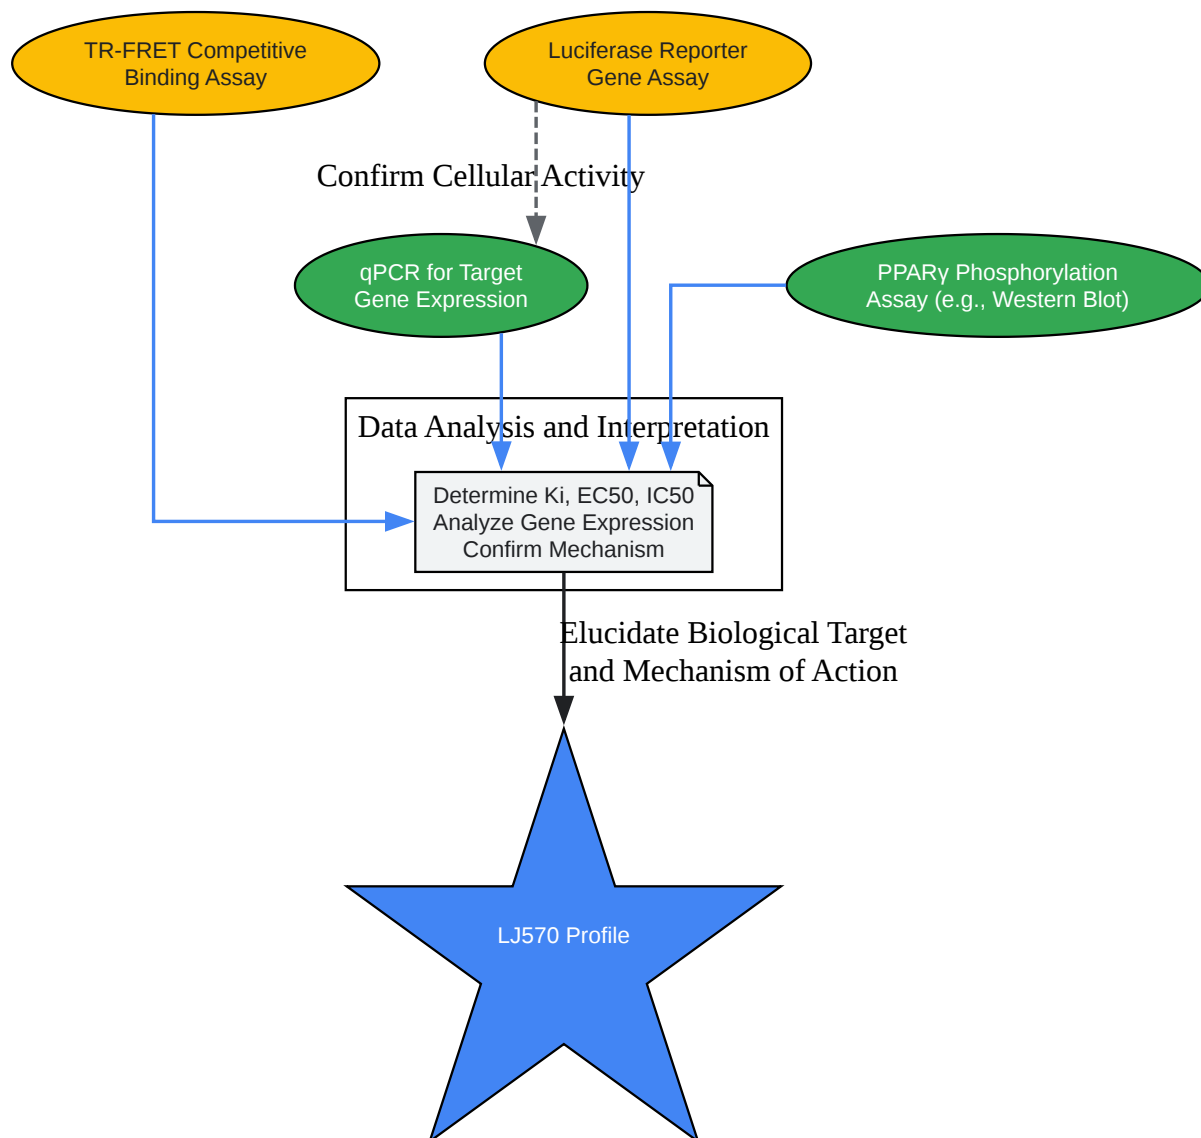 TR-FRET Competitive
Binding Assay
Luciferase Reporter
Gene Assay
Confirm Cellular Activity
qPCR for Target
Gene Expression
PPARγ Phosphorylation
Assay (e.g., Western Blot)
Data Analysis and Interpretation
Determine Ki, EC50, IC50
Analyze Gene Expression
Confirm Mechanism
Elucidate Biological Target
and Mechanism of Action
LJ570 Profile